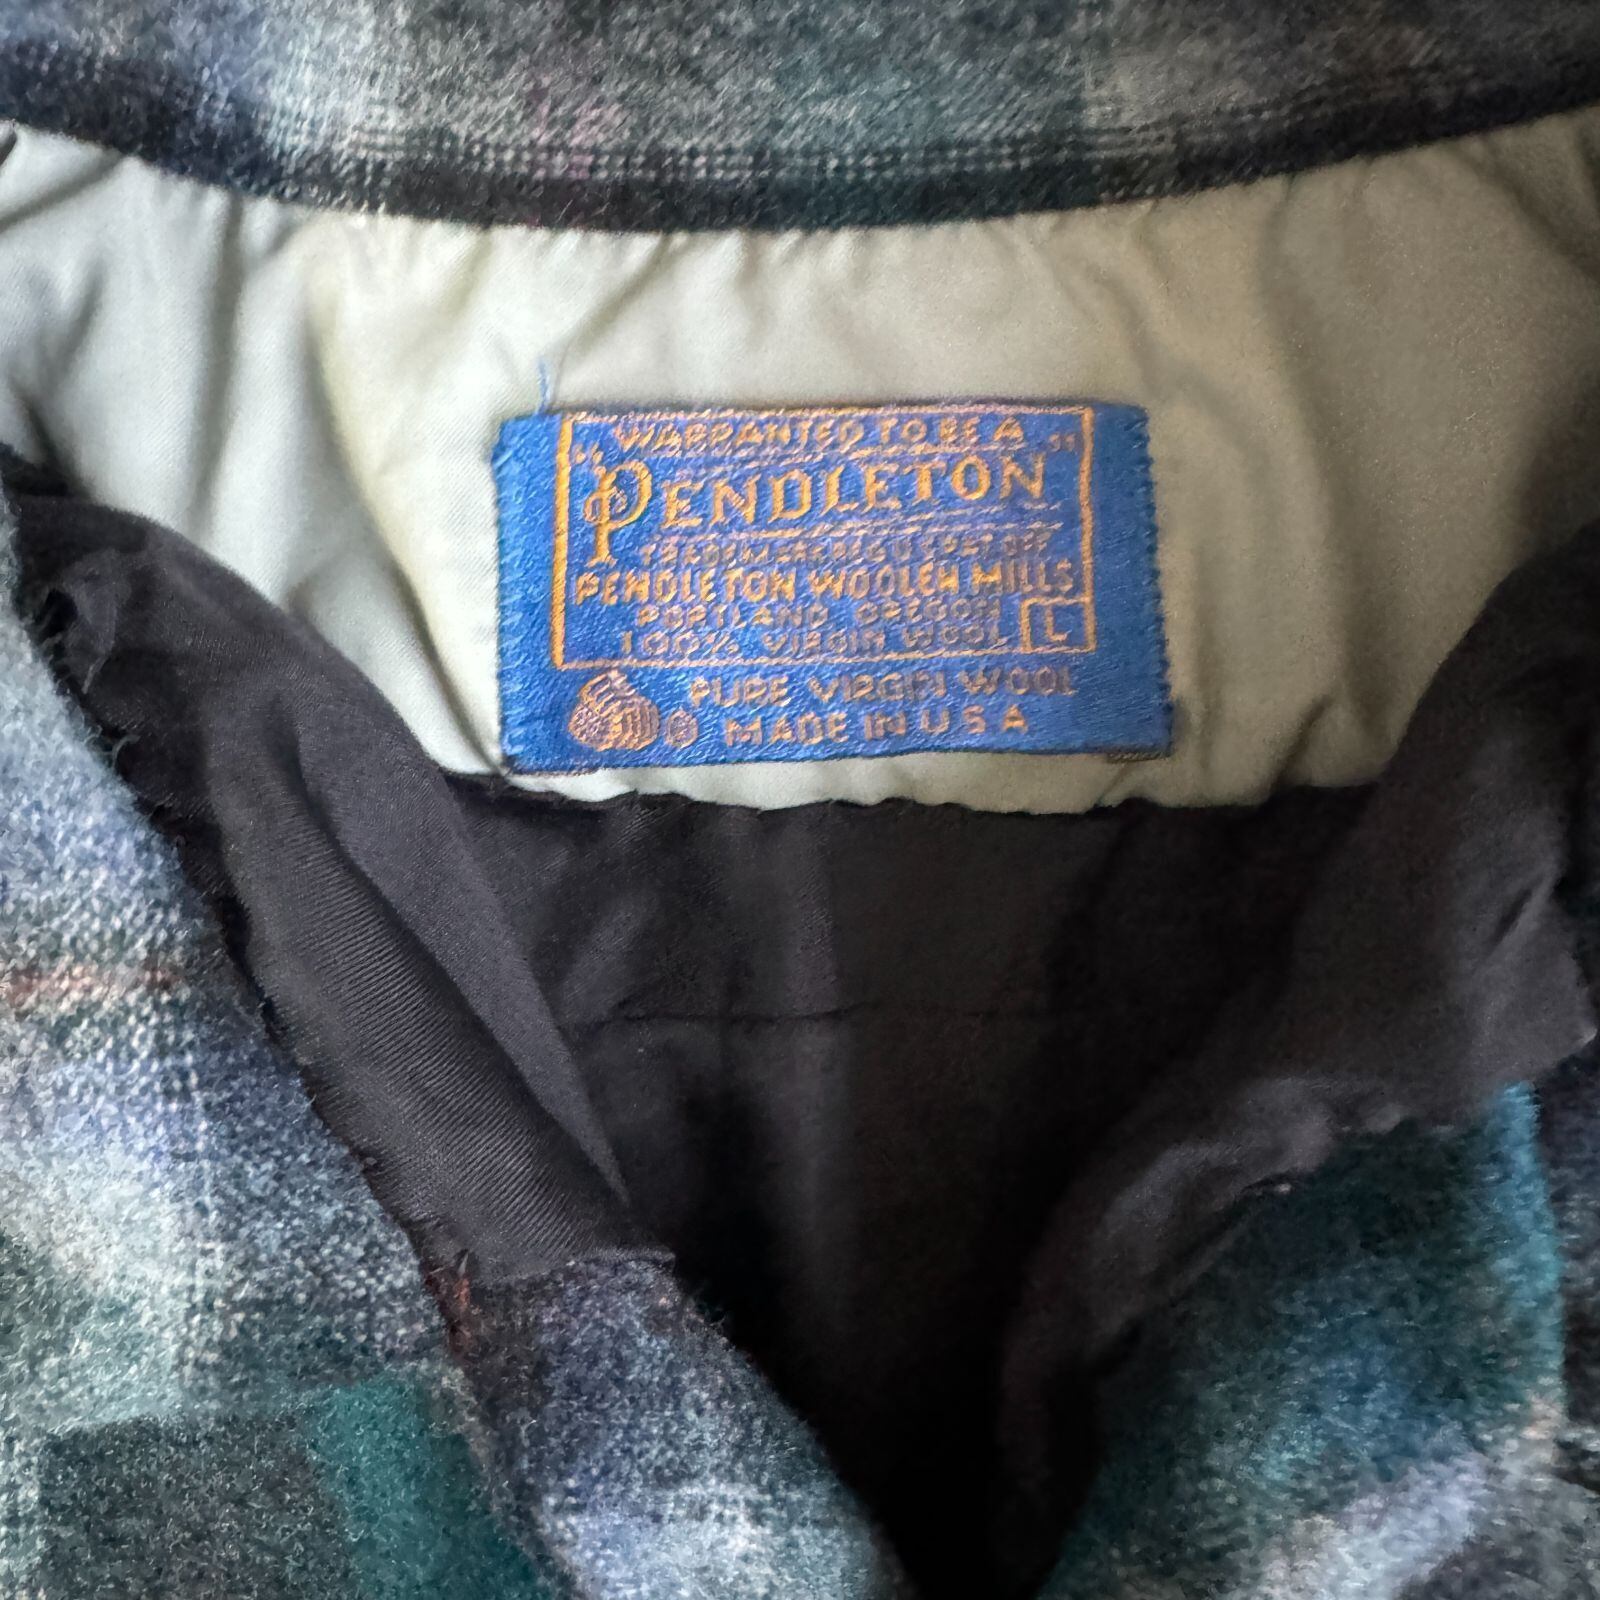 "WARRANTED TO BE A"
PENDLETON
TRADEMARK REG U S PAT OFF
PENDLETON WOOLEN MILLS
PORTLAND, OREGON
100% VIRGIN WOOL L
PURE VIRGIN WOOL
MADE IN U S A